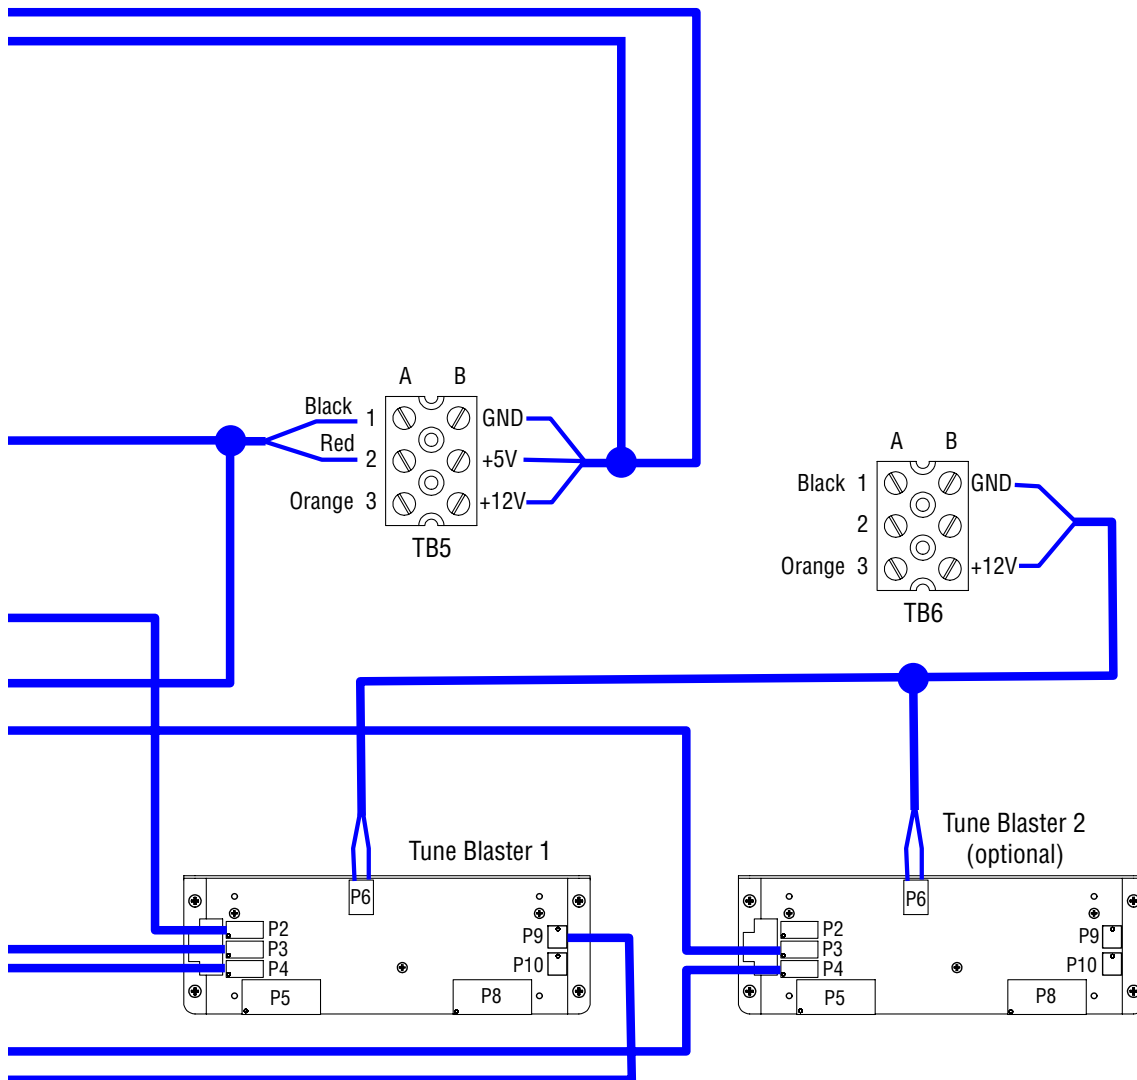 A B
Black 1 GND
Red 2 +5V
Orange 3 +12V
TB5
A B
Black 1 GND
2
Orange 3 +12V
TB6
Tune Blaster 1
P6
P2
P3
P4
P5
P8
P9
P10
Tune Blaster 2
(optional)
P6
P2
P3
P4
P5
P8
P9
P10